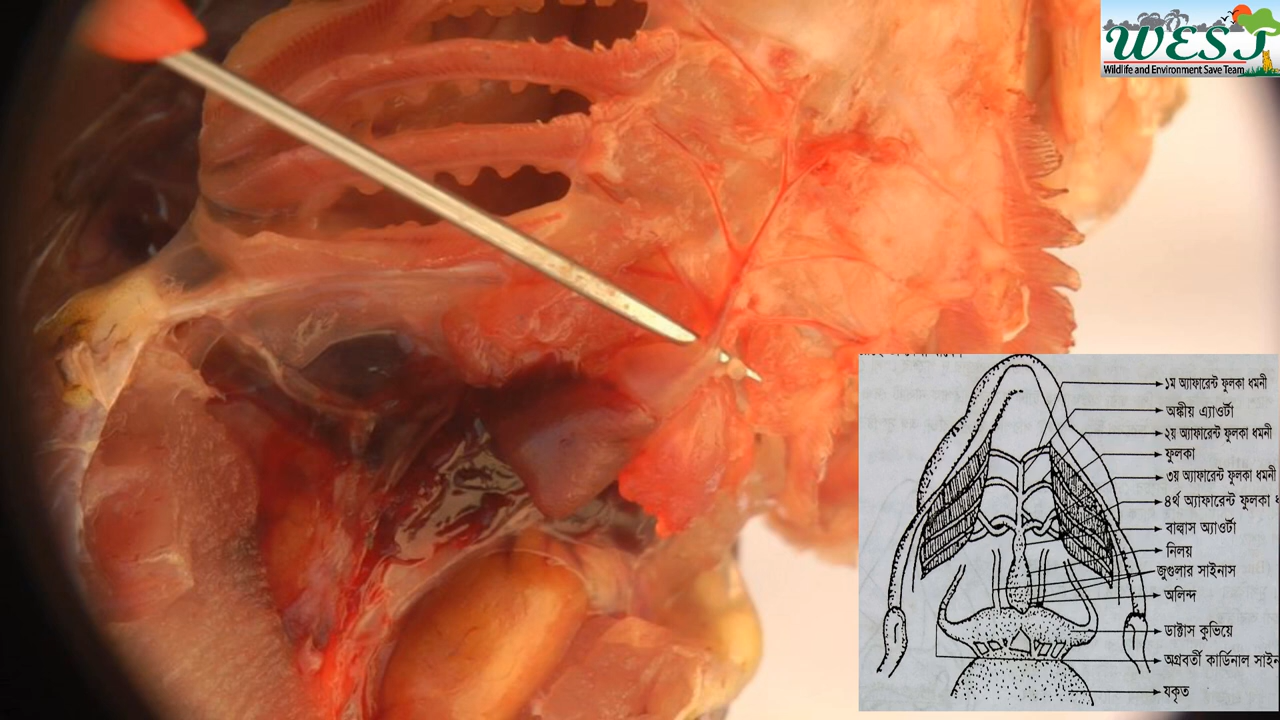 WEST
Wildlife and Environment Save Team
১ম অ্যাফারেন্ট ফুলকা ধমনী
অঙ্কীয় এ্যাওর্টা
২য় অ্যাফারেন্ট ফুলকা ধমনী
ফুলকা
৩য় অ্যাফারেন্ট ফুলকা ধমনী
৪র্থ অ্যাফারেন্ট ফুলকা ধ
বাল্বাস অ্যাওর্টা
নিলয়
জুগুলার সাইনাস
অলিন্দ
ডাক্টাস কুভিয়ে
অগ্রবর্তী কার্ডিনাল সাইন
যকৃত